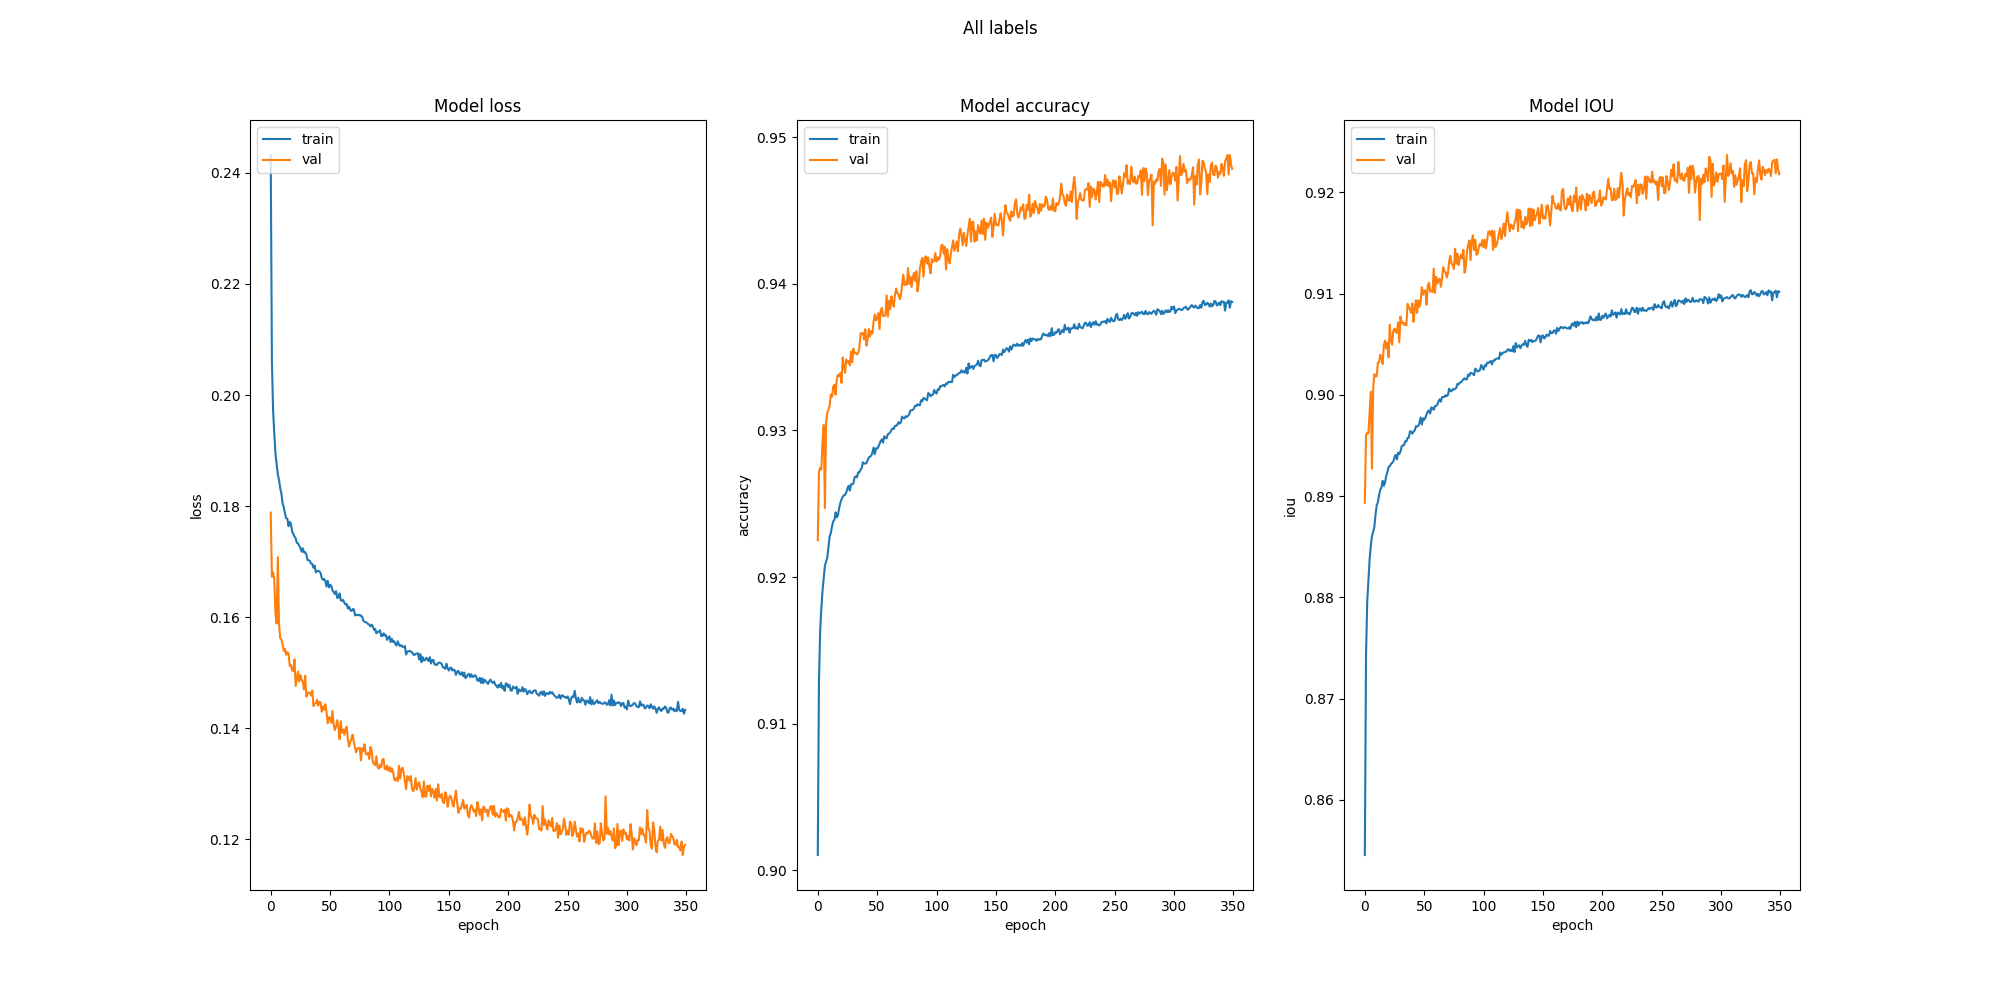 All labels
Model loss
train
val
0.24
0.22
0.20
0.18
0.16
0.14
0.12
loss
0 50 100 150 200 250 300 350
epoch
Model accuracy
train
val
0.95
0.94
0.93
0.92
0.91
0.90
accuracy
0 50 100 150 200 250 300 350
epoch
Model IOU
train
val
0.92
0.91
0.90
0.89
0.88
0.87
0.86
iou
0 50 100 150 200 250 300 350
epoch